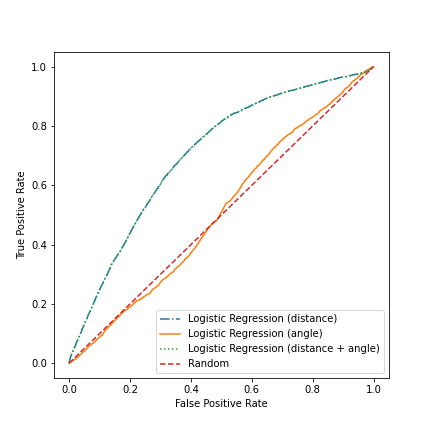 1.0
0.8
0.6
0.4
0.2
0.0
True Positive Rate
Logistic Regression (distance)
Logistic Regression (angle)
Logistic Regression (distance + angle)
Random
0.0 0.2 0.4 0.6 0.8 1.0
False Positive Rate